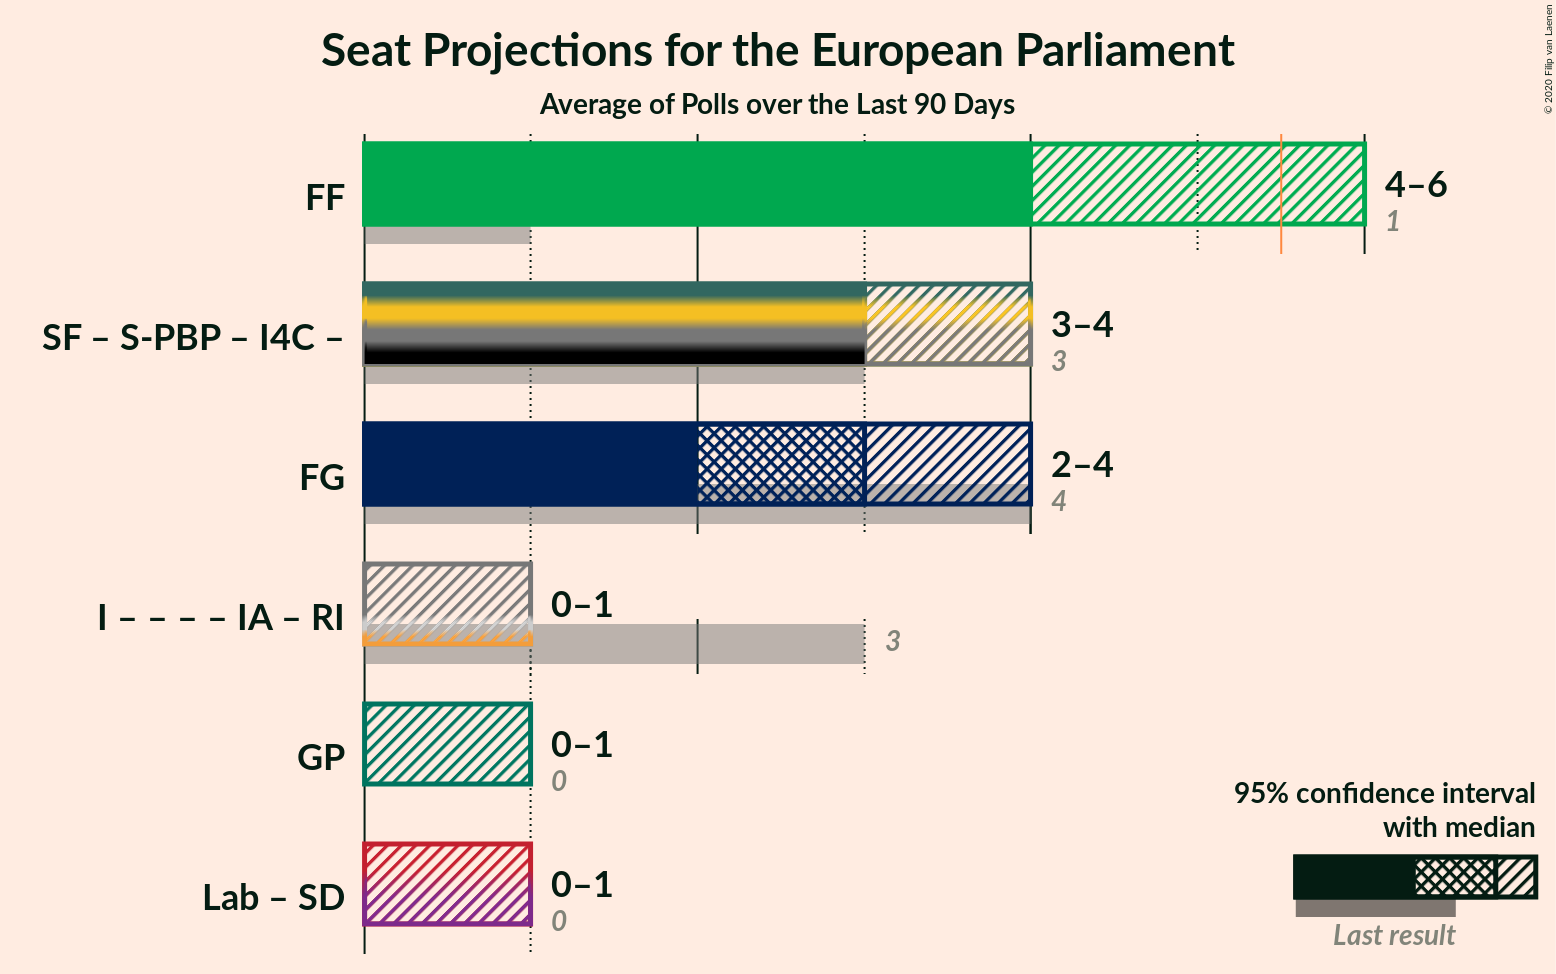 Seat Projections for the European Parliament
Average of Polls over the Last 90 Days
© 2020 Filip van Laenen
FF
4–6
1
SF – S-PBP – I4C –
3–4
3
FG
2–4
4
I – – – – IA – RI
0–1
3
GP
0–1
0
Lab – SD
0–1
0
95% confidence interval
with median
Last result